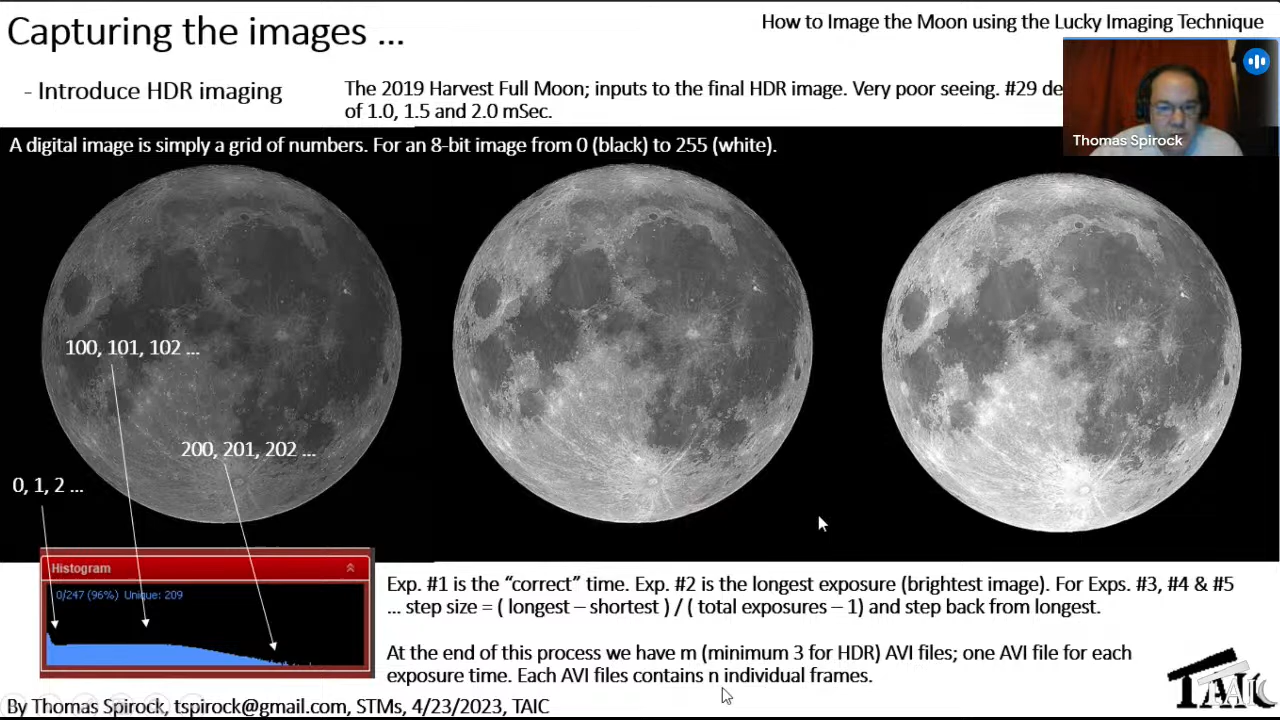 Capturing the images ...
How to Image the Moon using the Lucky Imaging Technique
- Introduce HDR imaging
The 2019 Harvest Full Moon; inputs to the final HDR image. Very poor seeing. #29 de
of 1.0, 1.5 and 2.0 mSec.
Thomas Spirock
A digital image is simply a grid of numbers. For an 8-bit image from 0 (black) to 255 (white).
100, 101, 102 ...
200, 201, 202 ...
0, 1, 2 ...
Histogram
0/247 (96%) Unique: 209
Exp. #1 is the “correct” time. Exp. #2 is the longest exposure (brightest image). For Exps. #3, #4 & #5
... step size = ( longest – shortest ) / ( total exposures – 1) and step back from longest.
At the end of this process we have m (minimum 3 for HDR) AVI files; one AVI file for each
exposure time. Each AVI files contains n individual frames.
By Thomas Spirock, tspirock@gmail.com, STMs, 4/23/2023, TAIC
TAIC